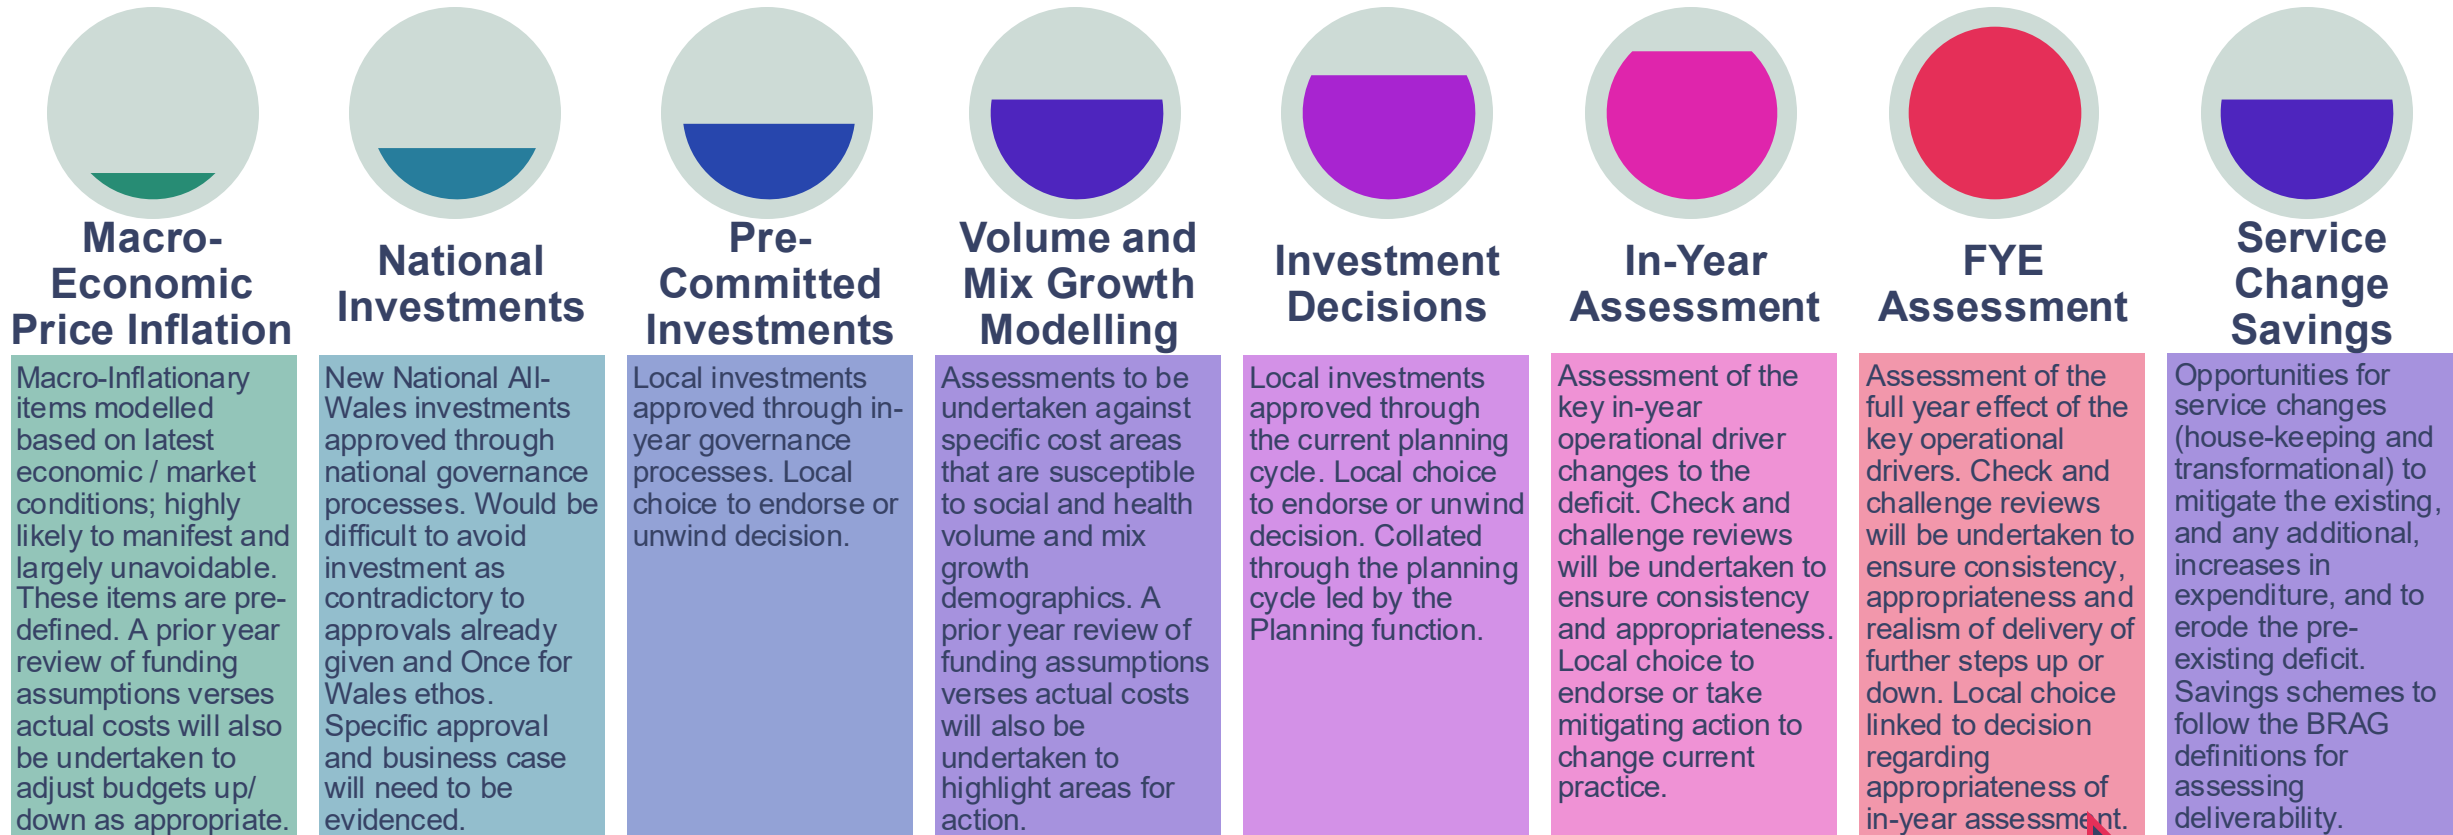 Macro-
Economic
Price Inflation
Macro-Inflationary
items modelled
based on latest
economic / market
conditions; highly
likely to manifest and
largely unavoidable.
These items are pre-
defined. A prior year
review of funding
assumptions verses
actual costs will also
be undertaken to
adjust budgets up/
down as appropriate.
National
Investments
New National All-
Wales investments
approved through
national governance
processes. Would be
difficult to avoid
investment as
contradictory to
approvals already
given and Once for
Wales ethos.
Specific approval
and business case
will need to be
evidenced.
Pre-
Committed
Investments
Local investments
approved through in-
year governance
processes. Local
choice to endorse or
unwind decision.
Volume and
Mix Growth
Modelling
Assessments to be
undertaken against
specific cost areas
that are susceptible
to social and health
volume and mix
growth
demographics. A
prior year review of
funding assumptions
verses actual costs
will also be
undertaken to
highlight areas for
action.
Investment
Decisions
Local investments
approved through
the current planning
cycle. Local choice
to endorse or unwind
decision. Collated
through the planning
cycle led by the
Planning function.
In-Year
Assessment
Assessment of the
key in-year
operational driver
changes to the
deficit. Check and
challenge reviews
will be undertaken to
ensure consistency
and appropriateness.
Local choice to
endorse or take
mitigating action to
change current
practice.
FYE
Assessment
Assessment of the
full year effect of the
key operational
drivers. Check and
challenge reviews
will be undertaken to
ensure consistency,
appropriateness and
realism of delivery of
further steps up or
down. Local choice
linked to decision
regarding
appropriateness of
in-year assessment.
Service
Change
Savings
Opportunities for
service changes
(house-keeping and
transformational) to
mitigate the existing,
and any additional,
increases in
expenditure, and to
erode the pre-
existing deficit.
Savings schemes to
follow the BRAG
definitions for
assessing
deliverability.